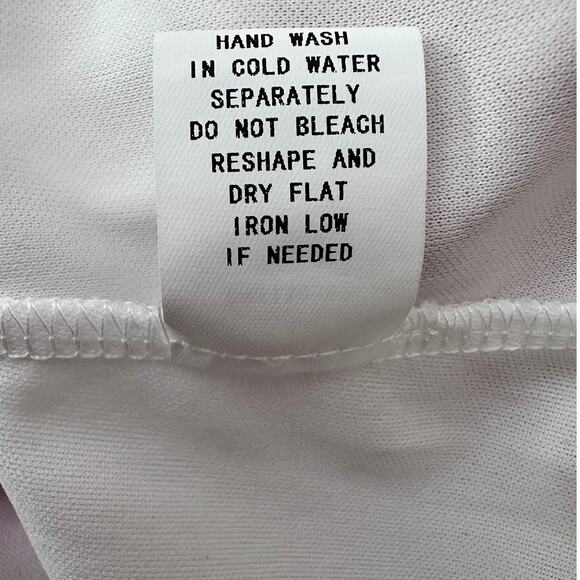 HAND WASH
IN COLD WATER
SEPARATELY
DO NOT BLEACH
RESHAPE AND
DRY FLAT
IRON LOW
IF NEEDED